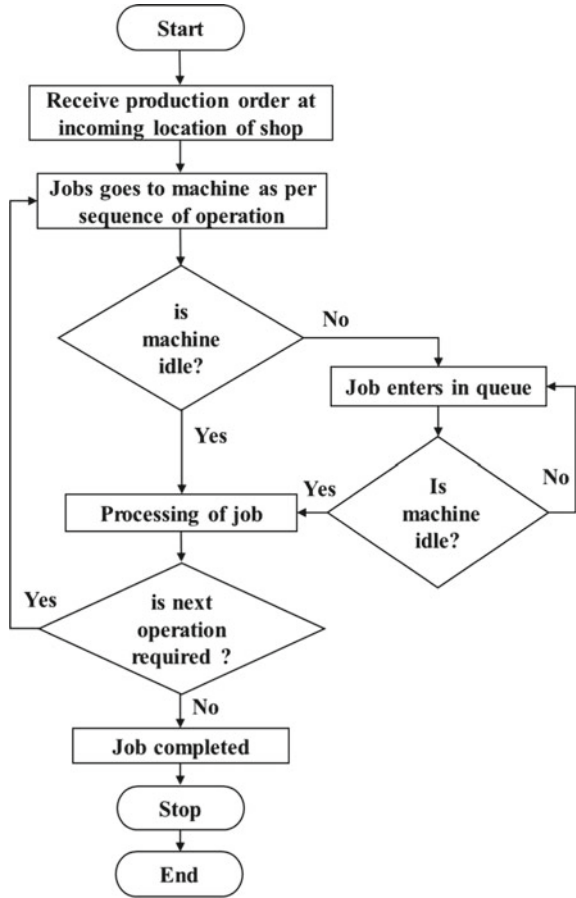 Start
Receive production order at
incoming location of shop
Jobs goes to machine as per
sequence of operation
is
machine
idle?
No
Job enters in queue
Yes
Is
machine
idle?
No
Yes
Processing of job
is next
operation
required ?
Yes
No
Job completed
Stop
End